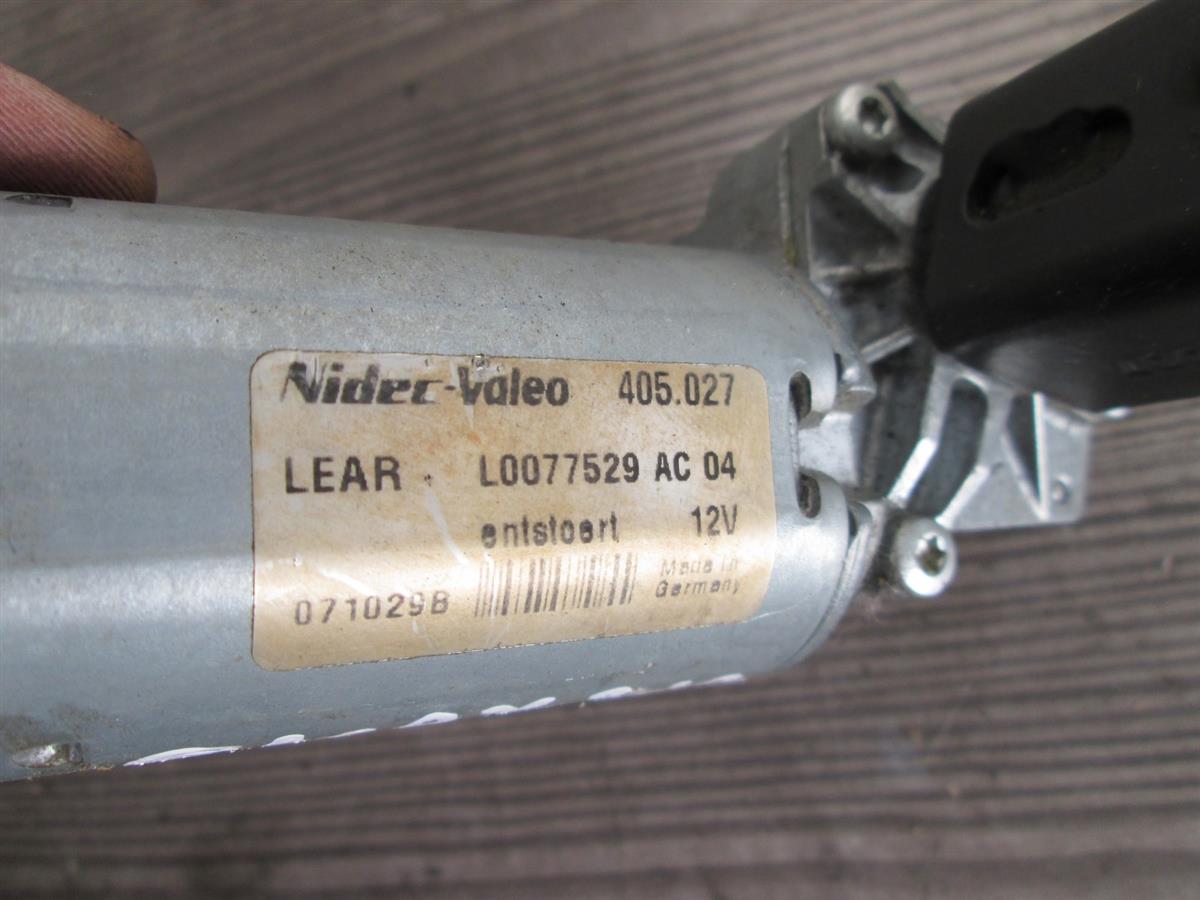 Nidec-Valeo 405.027
LEAR L0077529 AC 04
entstoert 12V
071029B Made in
Germany